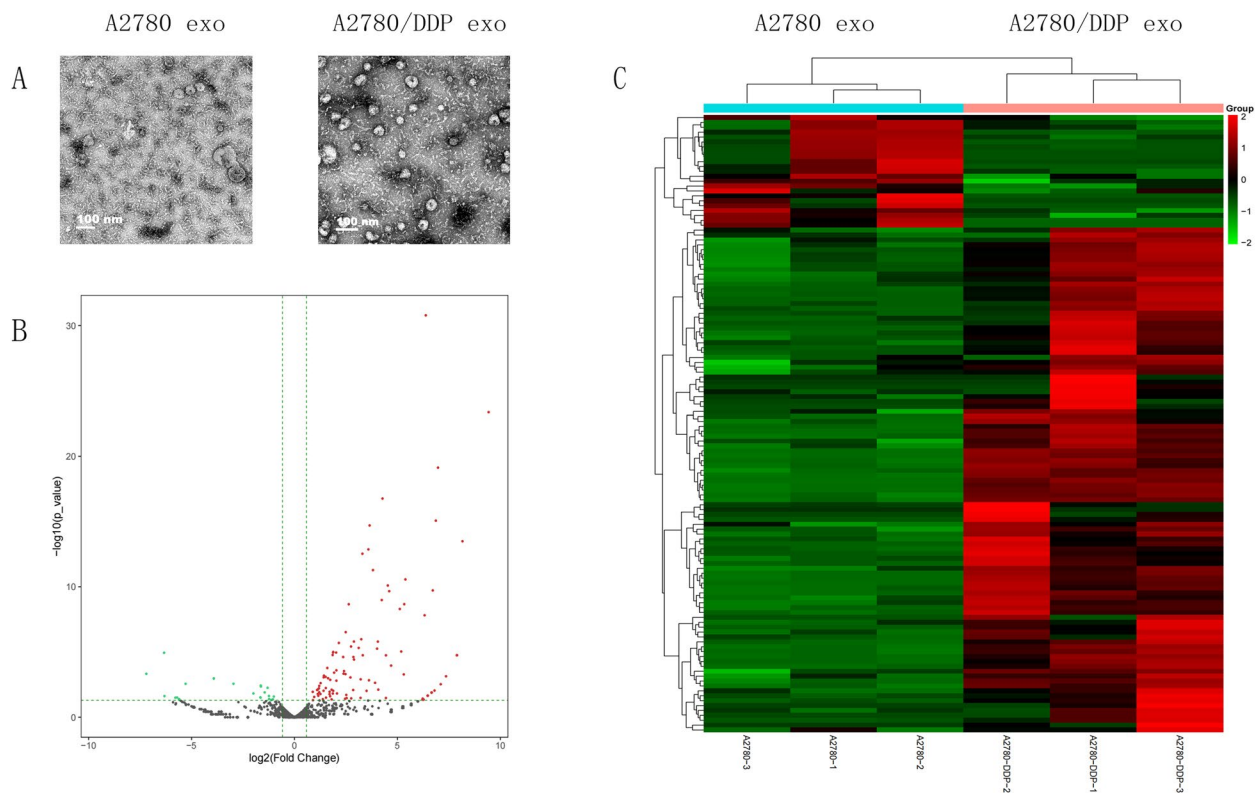 A2780 exo
A2780/DDP exo
A
100 nm
100 nm
B
30
20
10
0
-10
-5
0
5
10
-log10(p_value)
log2(Fold Change)
C
A2780 exo
A2780/DDP exo
Group
2
1
0
-1
-2
A2780-3
A2780-1
A2780-2
A2780-DDP-2
A2780-DDP-1
A2780-DDP-3